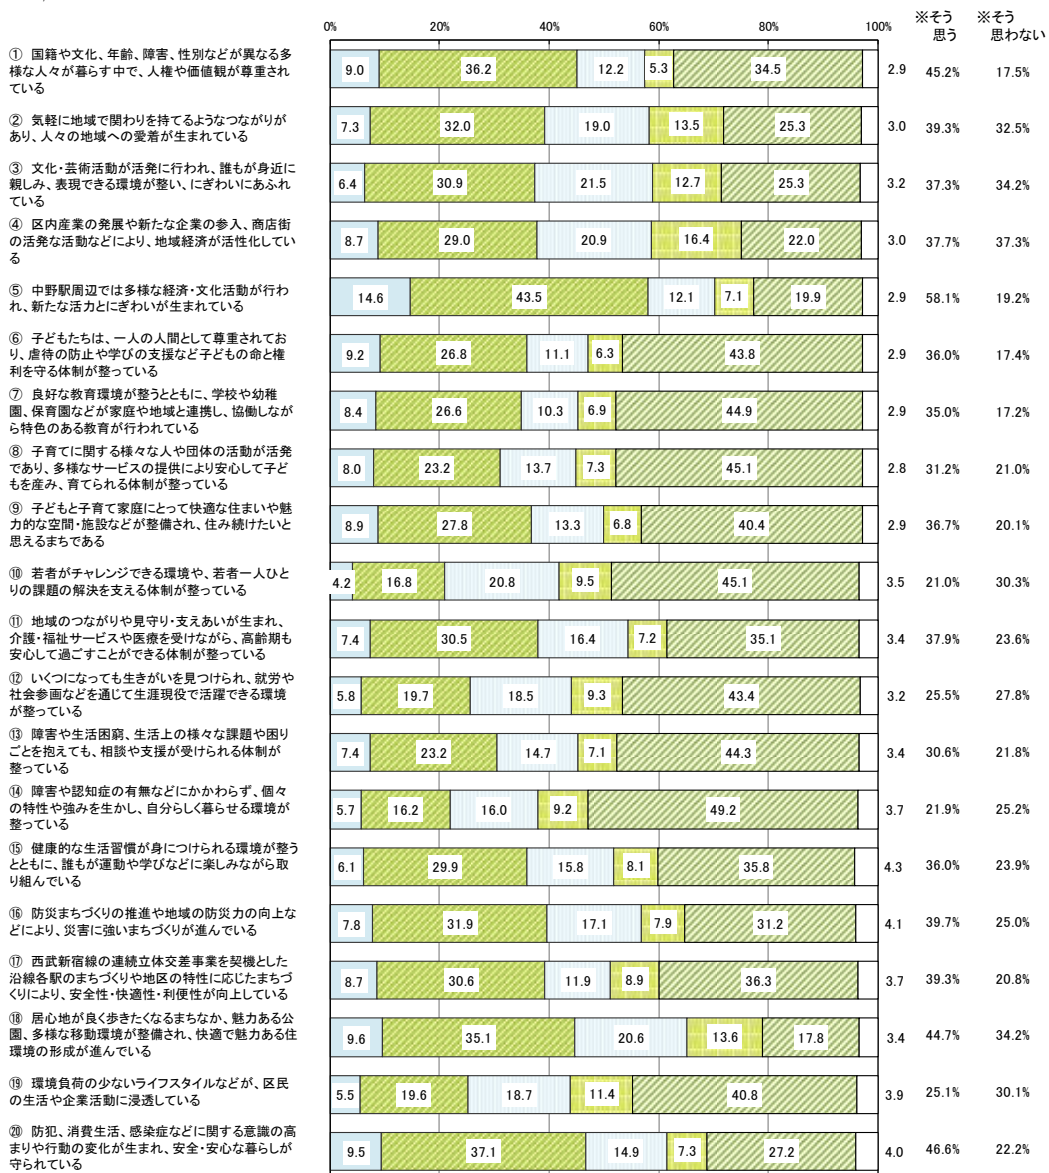 ※そう ※そう
思う 思わない
0% 20% 40% 60% 80% 100%
① 国籍や文化、年齢、障害、性別などが異なる多
様な人々が暮らす中で、人権や価値観が尊重され
ている
9.0 36.2 12.2 5.3 34.5 2.9 45.2% 17.5%
② 気軽に地域で関わりを持てるようなつながりが
あり、人々の地域への愛着が生まれている
7.3 32.0 19.0 13.5 25.3 3.0 39.3% 32.5%
③ 文化・芸術活動が活発に行われ、誰もが身近に
親しみ、表現できる環境が整い、にぎわいにあふれ
ている
6.4 30.9 21.5 12.7 25.3 3.2 37.3% 34.2%
④ 区内産業の発展や新たな企業の参入、商店街
の活発な活動などにより、地域経済が活性化してい
る
8.7 29.0 20.9 16.4 22.0 3.0 37.7% 37.3%
⑤ 中野駅周辺では多様な経済・文化活動が行わ
れ、新たな活力とにぎわいが生まれている
14.6 43.5 12.1 7.1 19.9 2.9 58.1% 19.2%
⑥ 子どもたちは、一人の人間として尊重されてお
り、虐待の防止や学びの支援など子どもの命と権
利を守る体制が整っている
9.2 26.8 11.1 6.3 43.8 2.9 36.0% 17.4%
⑦ 良好な教育環境が整うとともに、学校や幼稚
園、保育園などが家庭や地域と連携し、協働しなが
ら特色のある教育が行われている
8.4 26.6 10.3 6.9 44.9 2.9 35.0% 17.2%
⑧ 子育てに関する様々な人や団体の活動が活発
であり、多様なサービスの提供により安心して子ど
もを産み、育てられる体制が整っている
8.0 23.2 13.7 7.3 45.1 2.8 31.2% 21.0%
⑨ 子どもと子育て家庭にとって快適な住まいや魅
力的な空間・施設などが整備され、住み続けたいと
思えるまちである
8.9 27.8 13.3 6.8 40.4 2.9 36.7% 20.1%
⑩ 若者がチャレンジできる環境や、若者一人ひと
りの課題の解決を支える体制が整っている
4.2 16.8 20.8 9.5 45.1 3.5 21.0% 30.3%
⑪ 地域のつながりや見守り・支えあいが生まれ、
介護・福祉サービスや医療を受けながら、高齢期も
安心して過ごすことができる体制が整っている
7.4 30.5 16.4 7.2 35.1 3.4 37.9% 23.6%
⑫ いくつになっても生きがいを見つけられ、就労や
社会参画などを通じて生涯現役で活躍できる環境
が整っている
5.8 19.7 18.5 9.3 43.4 3.2 25.5% 27.8%
⑬ 障害や生活困窮、生活上の様々な課題や困り
ごとを抱えても、相談や支援が受けられる体制が
整っている
7.4 23.2 14.7 7.1 44.3 3.4 30.6% 21.8%
⑭ 障害や認知症の有無などにかかわらず、個々
の特性や強みを生かし、自分らしく暮らせる環境が
整っている
5.7 16.2 16.0 9.2 49.2 3.7 21.9% 25.2%
⑮ 健康的な生活習慣が身につけられる環境が整う
とともに、誰もが運動や学びなどに楽しみながら取
り組んでいる
6.1 29.9 15.8 8.1 35.8 4.3 36.0% 23.9%
⑯ 防災まちづくりの推進や地域の防災力の向上な
どにより、災害に強いまちづくりが進んでいる
7.8 31.9 17.1 7.9 31.2 4.1 39.7% 25.0%
⑰ 西武新宿線の連続立体交差事業を契機とした
沿線各駅のまちづくりや地区の特性に応じたまちづ
くりにより、安全性・快適性・利便性が向上している
8.7 30.6 11.9 8.9 36.3 3.7 39.3% 20.8%
⑱ 居心地が良く歩きたくなるまちなか、魅力ある公
園、多様な移動環境が整備され、快適で魅力ある住
環境の形成が進んでいる
9.6 35.1 20.6 13.6 17.8 3.4 44.7% 34.2%
⑲ 環境負荷の少ないライフスタイルなどが、区民
の生活や企業活動に浸透している
5.5 19.6 18.7 11.4 40.8 3.9 25.1% 30.1%
⑳ 防犯、消費生活、感染症などに関する意識の高
まりや行動の変化が生まれ、安全・安心な暮らしが
守られている
9.5 37.1 14.9 7.3 27.2 4.0 46.6% 22.2%